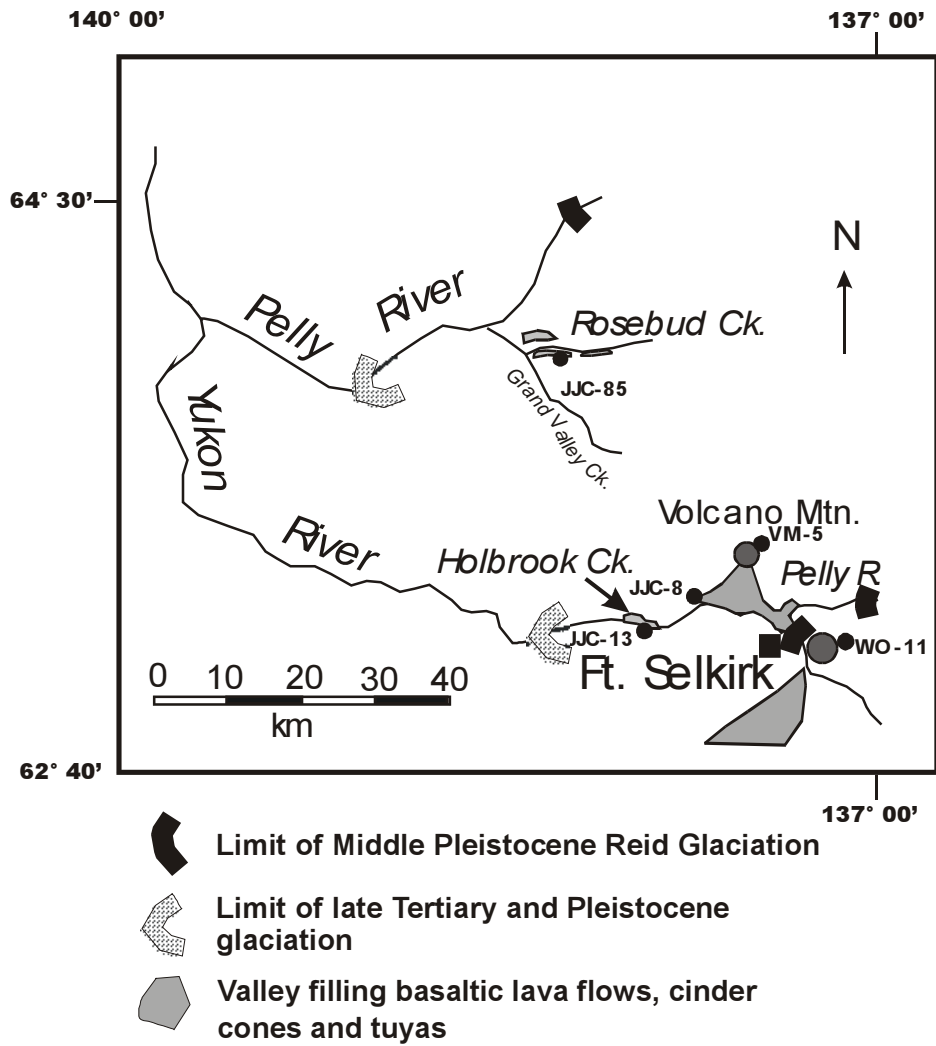 140° 00’
137° 00’
64° 30’
N
Pelly River
Rosebud Ck.
JJC-85
Grand Valley Ck.
Yukon
River
Volcano Mtn.
VM-5
Holbrook Ck.
JJC-8
Pelly R
JJC-13
WO-11
Ft. Selkirk
0 10 20 30 40
km
62° 40’
137° 00’
Limit of Middle Pleistocene Reid Glaciation
Limit of late Tertiary and Pleistocene
glaciation
Valley filling basaltic lava flows, cinder
cones and tuyas